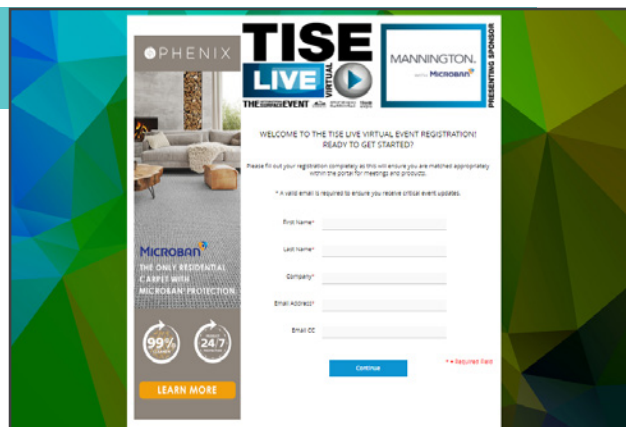 PHENIX
MICROBAN
THE ONLY RESIDENTIAL
CARPET WITH
MICROBAN® PROTECTION.
99%
24/7
LEARN MORE
TISE
LIVE
VIRTUAL
THE SURFACE EVENT
MANNINGTON.
MICROBAN
PRESENTING SPONSOR
WELCOME TO THE TISE LIVE VIRTUAL EVENT REGISTRATION!
READY TO GET STARTED?
Please fill out your registration completely as this will ensure you are matched appropriately
within the portal for meetings and products.
* A valid email is required to ensure you receive critical event updates.
First Name*
Last Name*
Company*
Email Address*
Email CC
Continue
* = Required Field